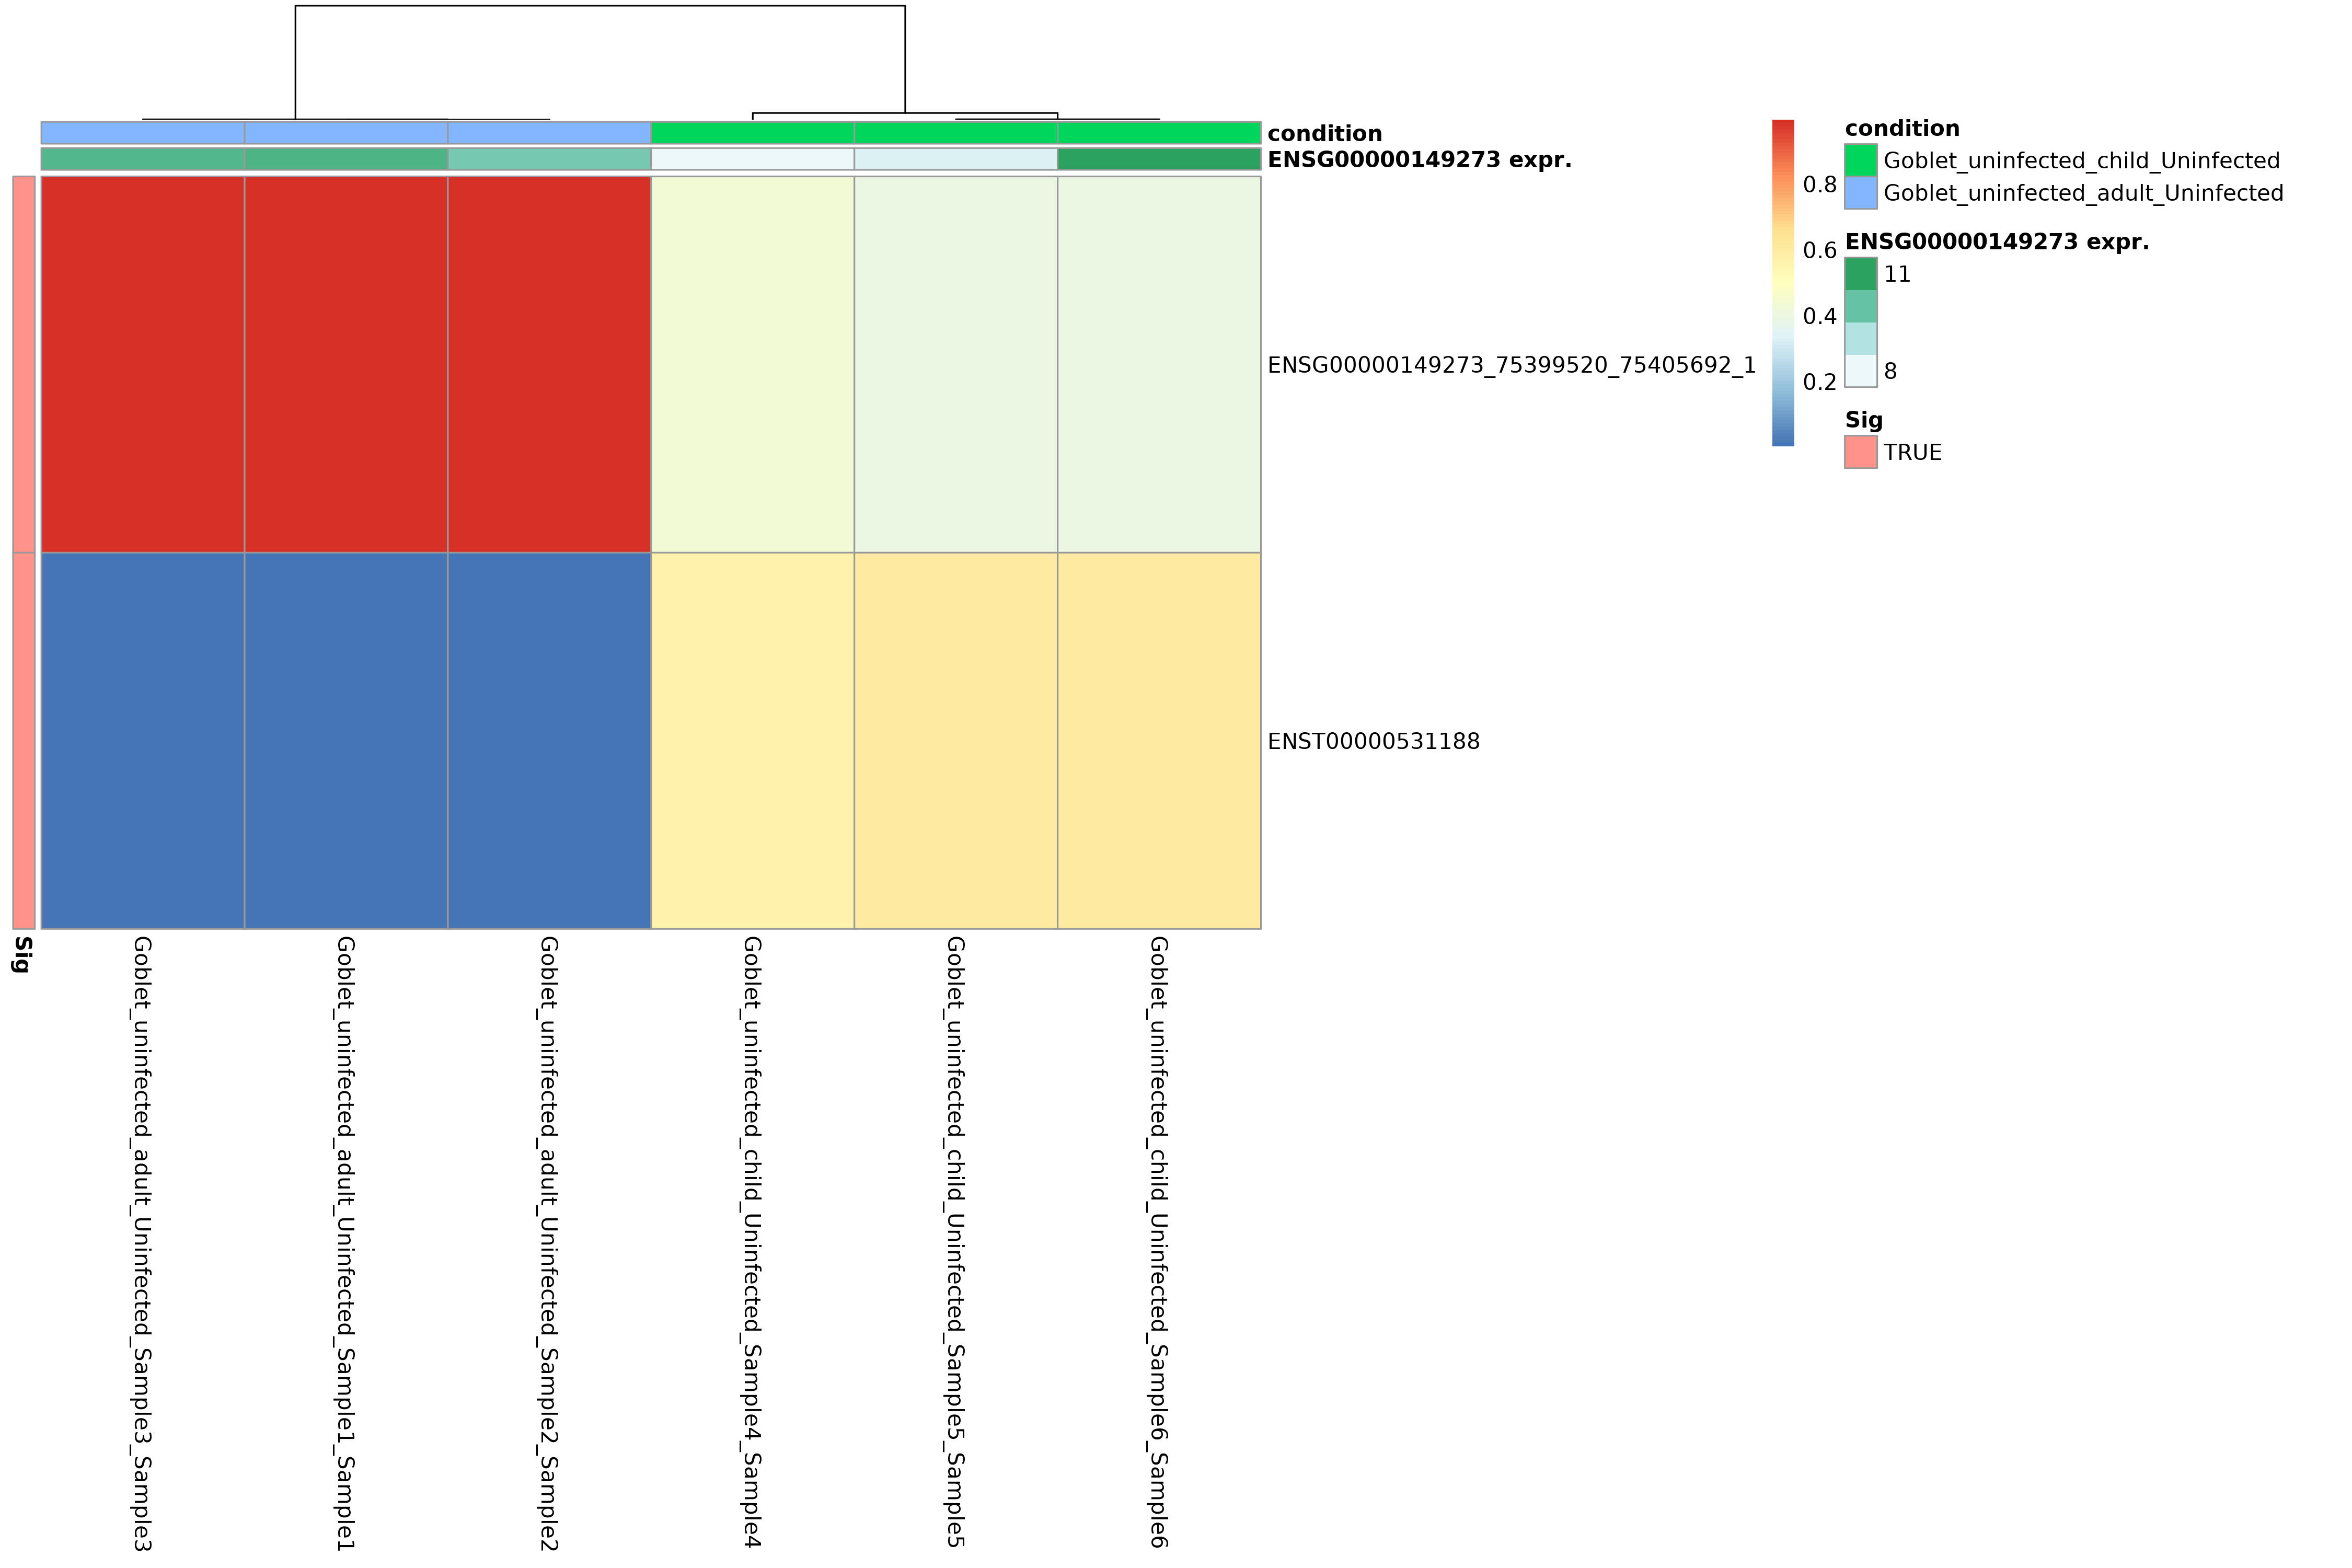 condition
ENSG00000149273 expr.
ENSG00000149273_75399520_75405692_1
ENST00000531188
0.8
0.6
0.4
0.2
condition
Goblet_uninfected_child_Uninfected
Goblet_uninfected_adult_Uninfected
ENSG00000149273 expr.
11
8
Sig
TRUE
Sig
Goblet_uninfected_adult_Uninfected_Sample3_Sample3
Goblet_uninfected_adult_Uninfected_Sample1_Sample1
Goblet_uninfected_adult_Uninfected_Sample2_Sample2
Goblet_uninfected_child_Uninfected_Sample4_Sample4
Goblet_uninfected_child_Uninfected_Sample5_Sample5
Goblet_uninfected_child_Uninfected_Sample6_Sample6